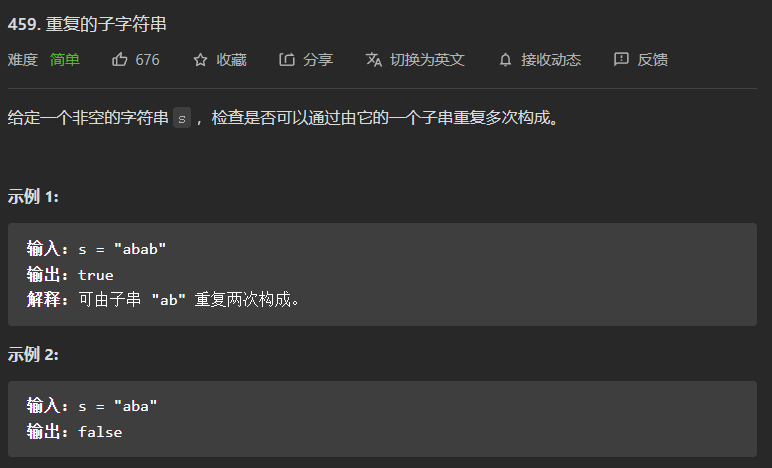 459. 重复的子字符串
难度 简单 676 收藏 分享 切换为英文 接收动态 反馈
给定一个非空的字符串 s ，检查是否可以通过由它的一个子串重复多次构成。
示例 1:
输入: s = "abab"
输出: true
解释: 可由子串 "ab" 重复两次构成。
示例 2:
输入: s = "aba"
输出: false